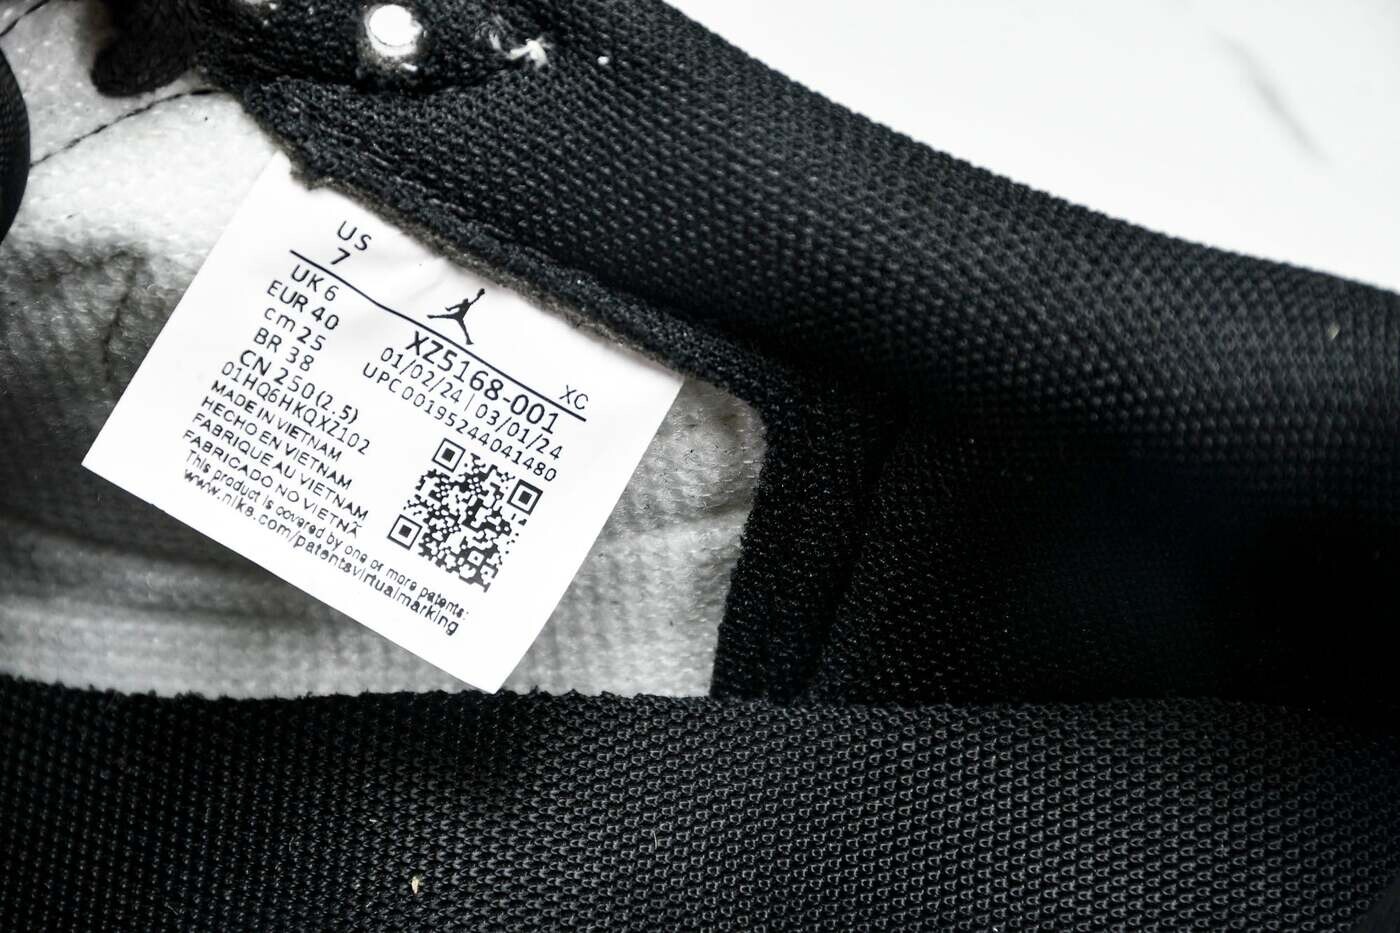 US
7
UK 6
EUR 40
cm 25
BR 38
CN 250 (2.5)
01HQ6HKQXZ102
MADE IN VIETNAM
HECHO EN VIETNAM
FABRIQUE AU VIETNAM
FABRICADO NO VIETNÃ
This product is covered by one or more patents:
www.nike.com/patentsvirtualmarking
XC
XZ5168-001
01/02/24 | 03/01/24
UPC 00195244041480